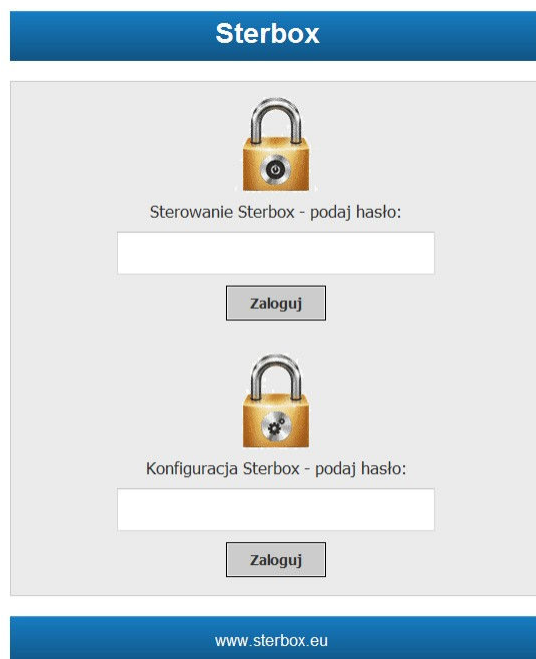 Sterbox
Sterowanie Sterbox - podaj hasło:
Zaloguj
Konfiguracja Sterbox - podaj hasło:
Zaloguj
www.sterbox.eu